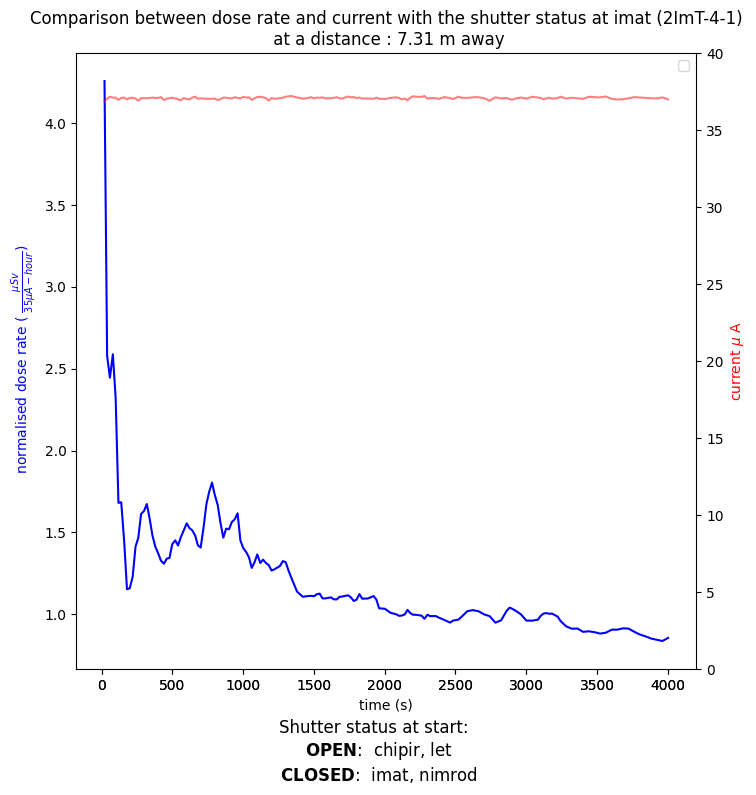 Comparison between dose rate and current with the shutter status at imat (2ImT-4-1)
at a distance : 7.31 m away
4.0
3.5
3.0
2.5
2.0
1.5
1.0
normalised dose rate ( μSv / 35μA − hour )
40
35
30
25
20
15
10
5
0
current μ A
0 500 1000 1500 2000 2500 3000 3500 4000
time (s)
Shutter status at start:
OPEN: chipir, let
CLOSED: imat, nimrod